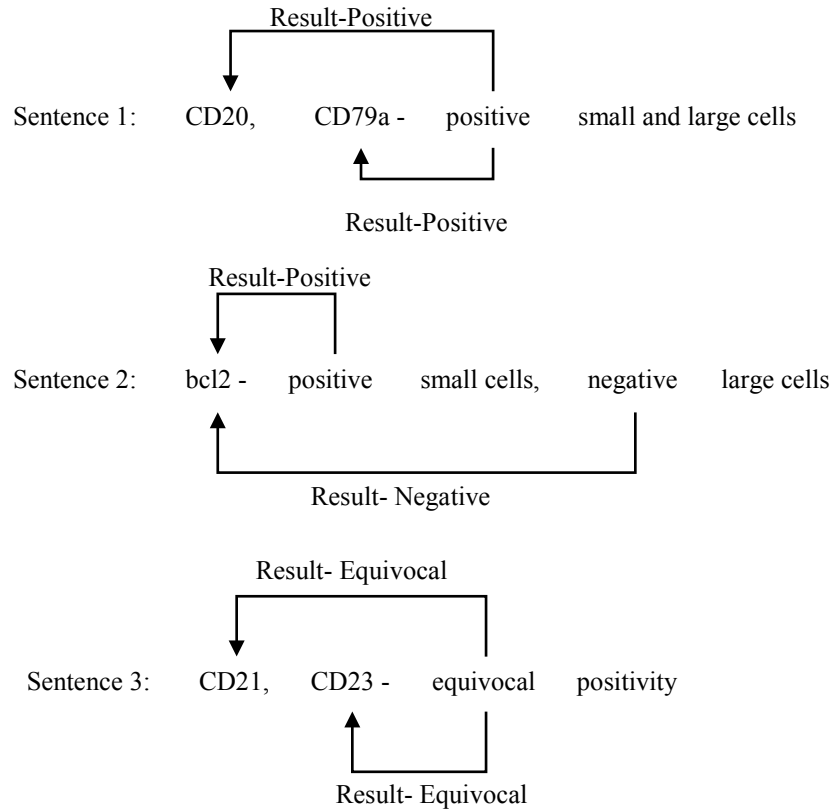 Result-Positive
Sentence 1: CD20, CD79a - positive small and large cells
Result-Positive
Result-Positive
Sentence 2: bcl2 - positive small cells, negative large cells
Result- Negative
Result- Equivocal
Sentence 3: CD21, CD23 - equivocal positivity
Result- Equivocal